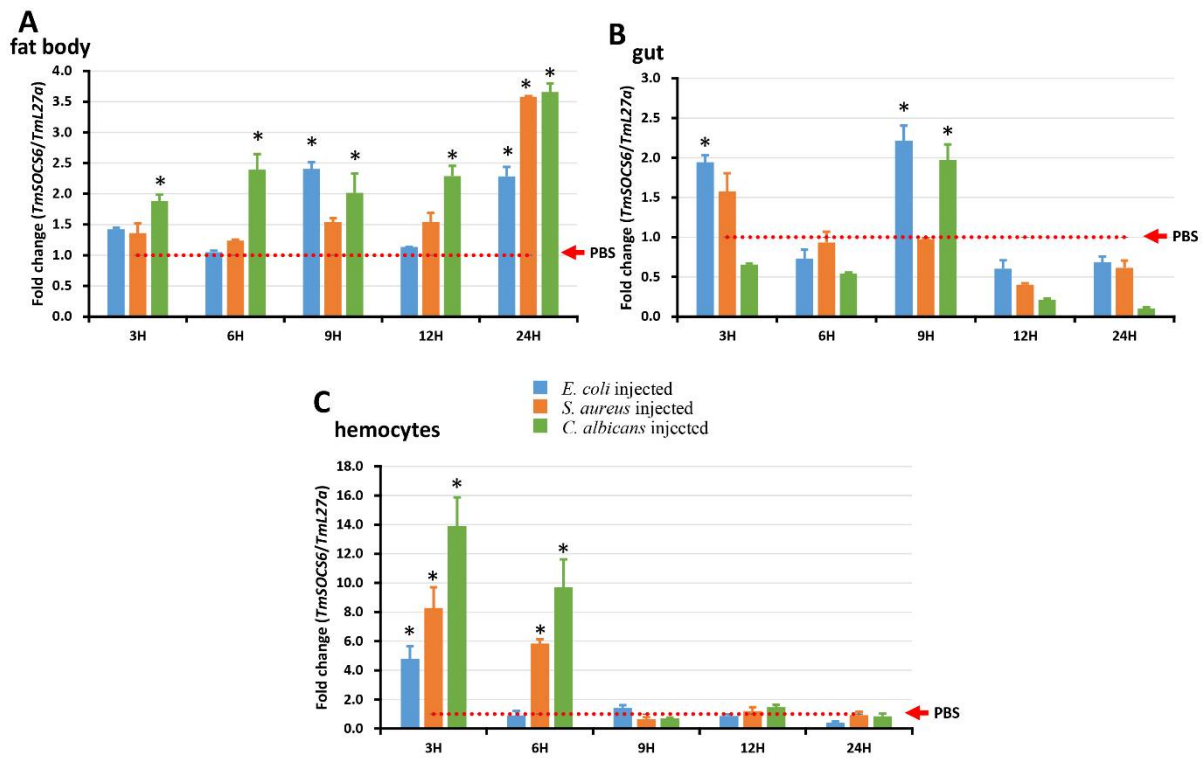 A
fat body
Fold change (TmSOCS6/TmL27a)
4.0
3.5
3.0
2.5
2.0
1.5
1.0
0.5
0.0
* * * * * * * *
PBS
3H 6H 9H 12H 24H
B
gut
Fold change (TmSOCS6/TmL27a)
3.0
2.5
2.0
1.5
1.0
0.5
0.0
* * *
PBS
3H 6H 9H 12H 24H
E. coli injected
S. aureus injected
C. albicans injected
C
hemocytes
Fold change (TmSOCS6/TmL27a)
18.0
16.0
14.0
12.0
10.0
8.0
6.0
4.0
2.0
0.0
* * * * *
PBS
3H 6H 9H 12H 24H